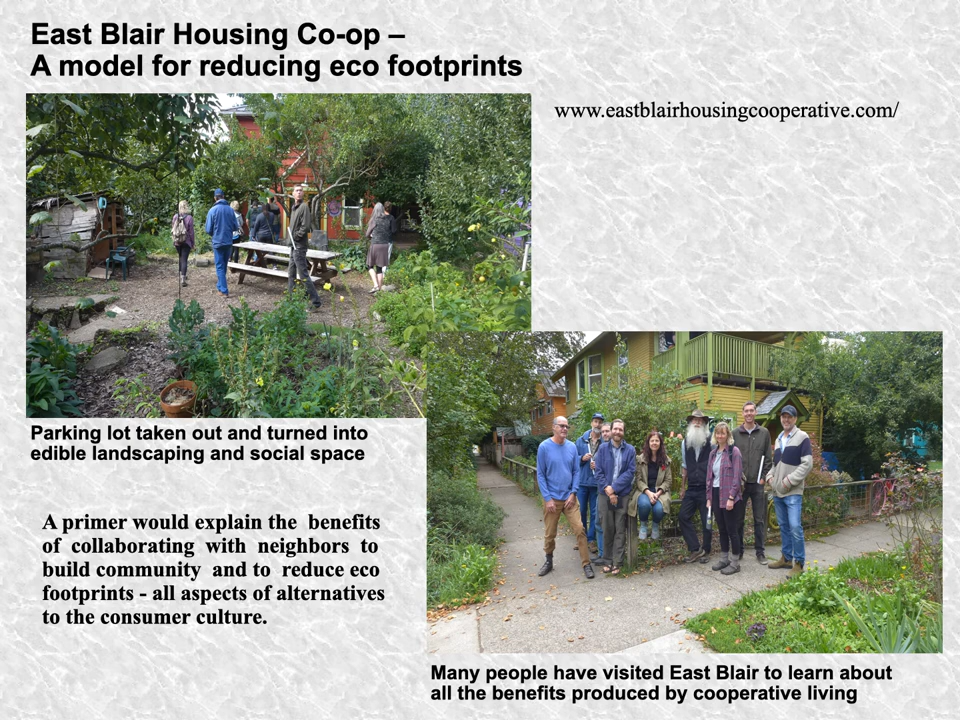 East Blair Housing Co-op –
A model for reducing eco footprints
www.eastblairhousingcooperative.com/
Parking lot taken out and turned into
edible landscaping and social space
A primer would explain the benefits
of collaborating with neighbors to
build community and to reduce eco
footprints - all aspects of alternatives
to the consumer culture.
Many people have visited East Blair to learn about
all the benefits produced by cooperative living